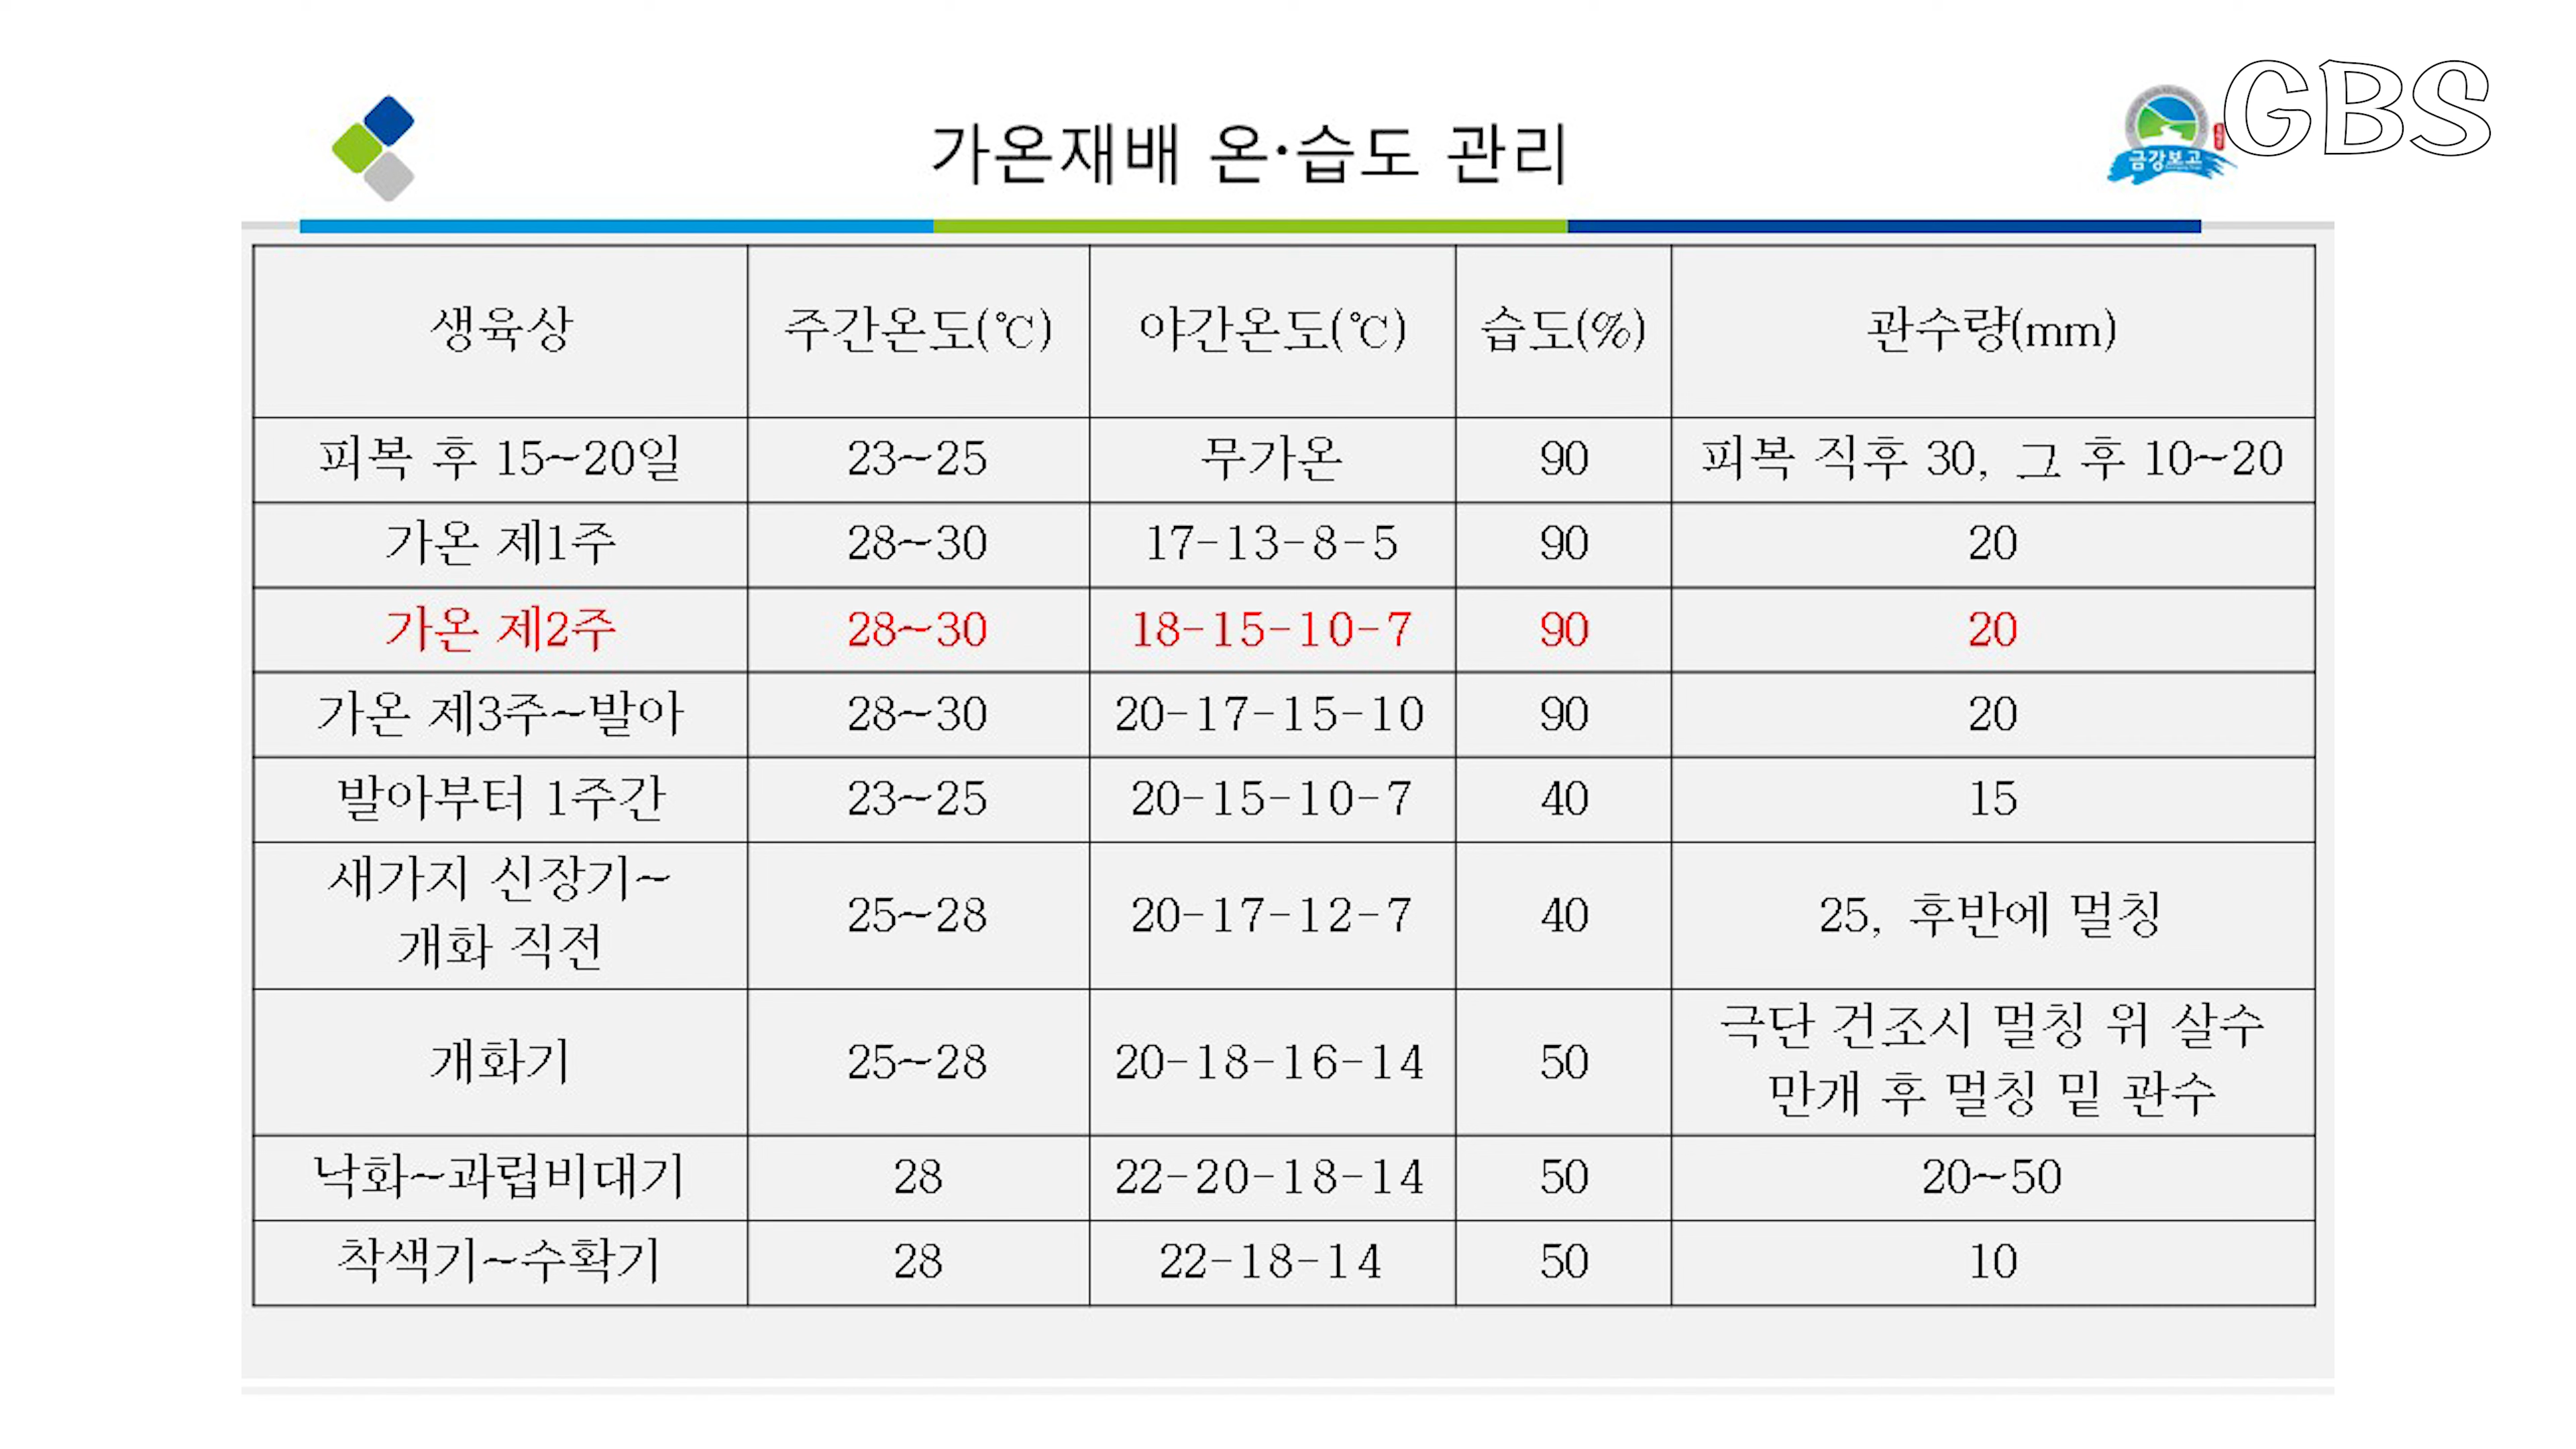 가온재배 온·습도 관리
금강보고
GBS
생육상 주간온도(℃) 야간온도(℃) 습도(%) 관수량(mm)
피복 후 15~20일 23~25 무가온 90 피복 직후 30, 그 후 10~20
가온 제1주 28~30 17-13-8-5 90 20
가온 제2주 28~30 18-15-10-7 90 20
가온 제3주~발아 28~30 20-17-15-10 90 20
발아부터 1주간 23~25 20-15-10-7 40 15
새가지 신장기~
개화 직전 25~28 20-17-12-7 40 25, 후반에 멀칭
개화기 25~28 20-18-16-14 50 극단 건조시 멀칭 위 살수
만개 후 멀칭 밑 관수
낙화~과립비대기 28 22-20-18-14 50 20~50
착색기~수확기 28 22-18-14 50 10